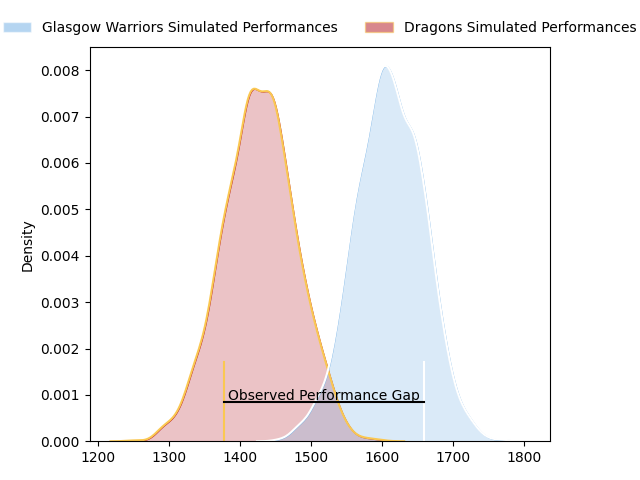 Glasgow Warriors Simulated Performances
Dragons Simulated Performances
0.008
0.007
0.006
0.005
0.004
0.003
0.002
0.001
0.000
Density
Observed Performance Gap
1200 1300 1400 1500 1600 1700 1800